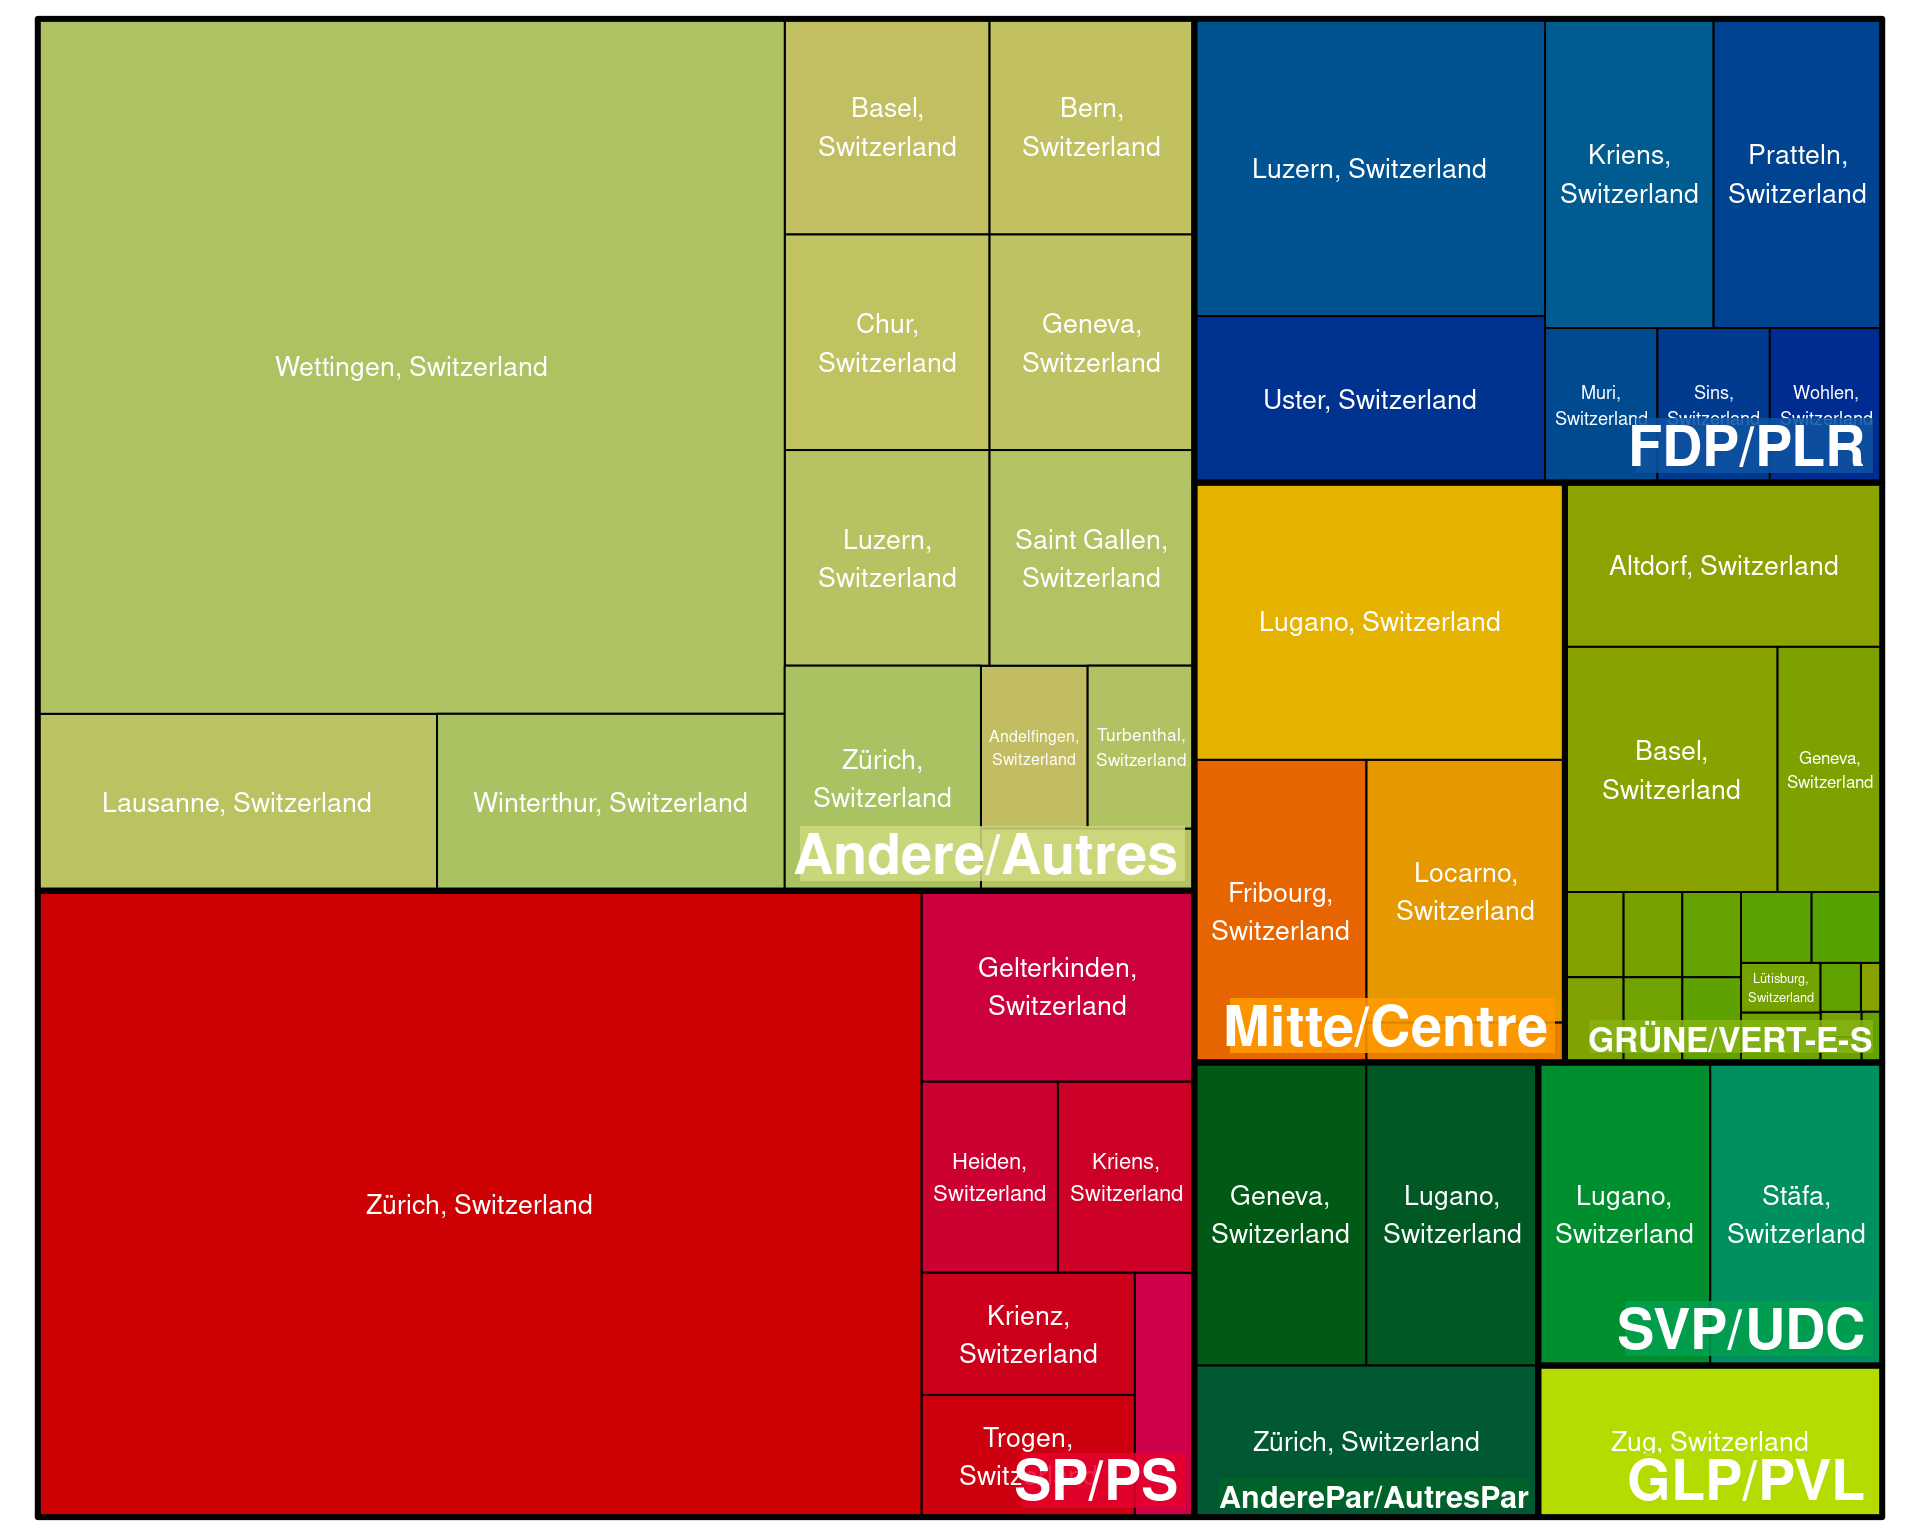 Wettingen, Switzerland
Lausanne, Switzerland
Winterthur, Switzerland
Basel,
Switzerland
Bern,
Switzerland
Chur,
Switzerland
Geneva,
Switzerland
Luzern,
Switzerland
Saint Gallen,
Switzerland
Zürich,
Switzerland
Andelfingen,
Switzerland
Turbenthal,
Switzerland
Andere/Autres
Zürich, Switzerland
Gelterkinden,
Switzerland
Heiden,
Switzerland
Kriens,
Switzerland
Krienz,
Switzerland
Trogen,
Switzerland
SP/PS
Luzern, Switzerland
Uster, Switzerland
Kriens,
Switzerland
Pratteln,
Switzerland
Muri,
Switzerland
Sins,
Switzerland
Wohlen,
Switzerland
FDP/PLR
Lugano, Switzerland
Fribourg,
Switzerland
Locarno,
Switzerland
Mitte/Centre
Altdorf, Switzerland
Basel,
Switzerland
Geneva,
Switzerland
Lütisburg,
Switzerland
GRÜNE/VERT-E-S
Geneva,
Switzerland
Lugano,
Switzerland
Zürich, Switzerland
AnderePar/AutresPar
Lugano,
Switzerland
Stäfa,
Switzerland
SVP/UDC
Zug, Switzerland
GLP/PVL